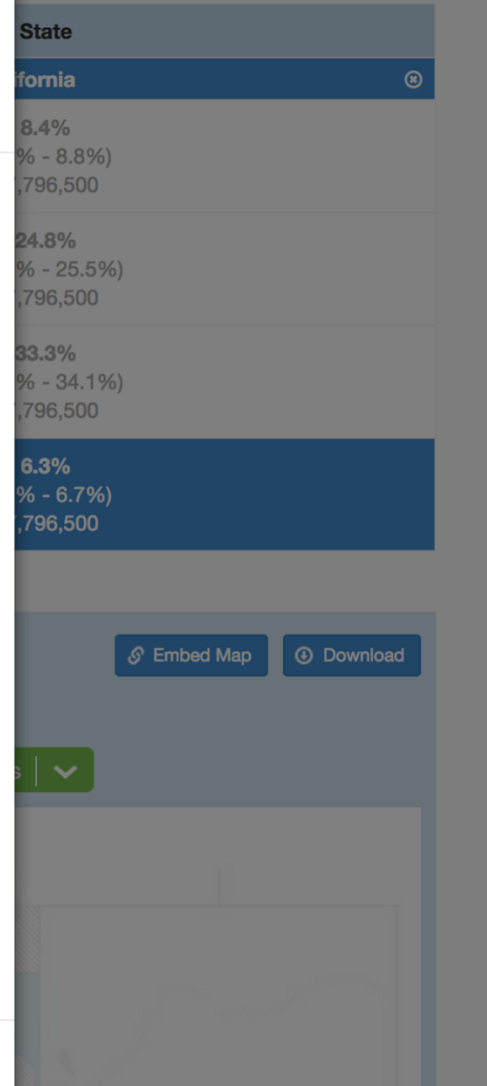 State
ifornia
8.4%
% - 8.8%)
,796,500
24.8%
% - 25.5%)
,796,500
33.3%
% - 34.1%)
,796,500
6.3%
% - 6.7%)
,796,500
Embed Map
Download
s